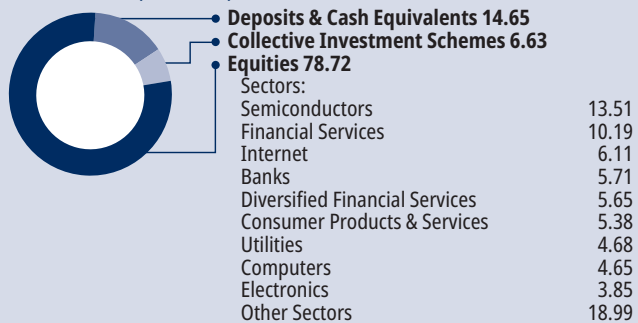 Deposits & Cash Equivalents 14.65
Collective Investment Schemes 6.63
Equities 78.72
Sectors:
Semiconductors 13.51
Financial Services 10.19
Internet 6.11
Banks 5.71
Diversified Financial Services 5.65
Consumer Products & Services 5.38
Utilities 4.68
Computers 4.65
Electronics 3.85
Other Sectors 18.99